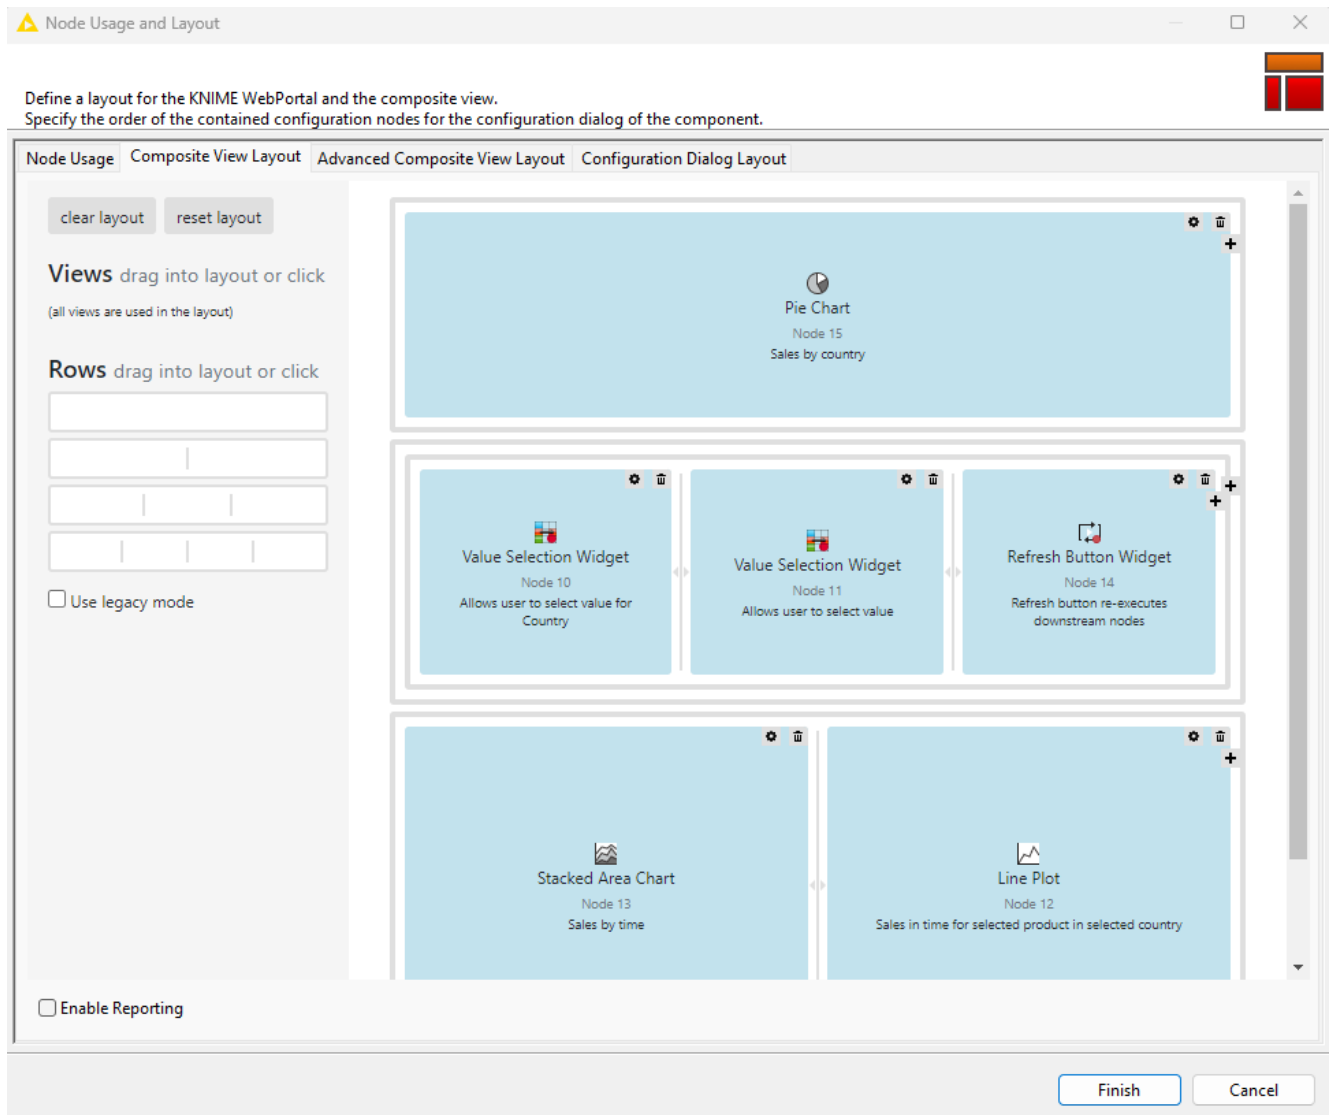 Node Usage and Layout
Define a layout for the KNIME WebPortal and the composite view.
Specify the order of the contained configuration nodes for the configuration dialog of the component.
Node Usage
Composite View Layout
Advanced Composite View Layout
Configuration Dialog Layout
clear layout
reset layout
Views drag into layout or click
(all views are used in the layout)
Rows drag into layout or click
Use legacy mode
Pie Chart
Node 15
Sales by country
Value Selection Widget
Node 10
Allows user to select value for
Country
Value Selection Widget
Node 11
Allows user to select value
Refresh Button Widget
Node 14
Refresh button re-executes
downstream nodes
Stacked Area Chart
Node 13
Sales by time
Line Plot
Node 12
Sales in time for selected product in selected country
Enable Reporting
Finish
Cancel